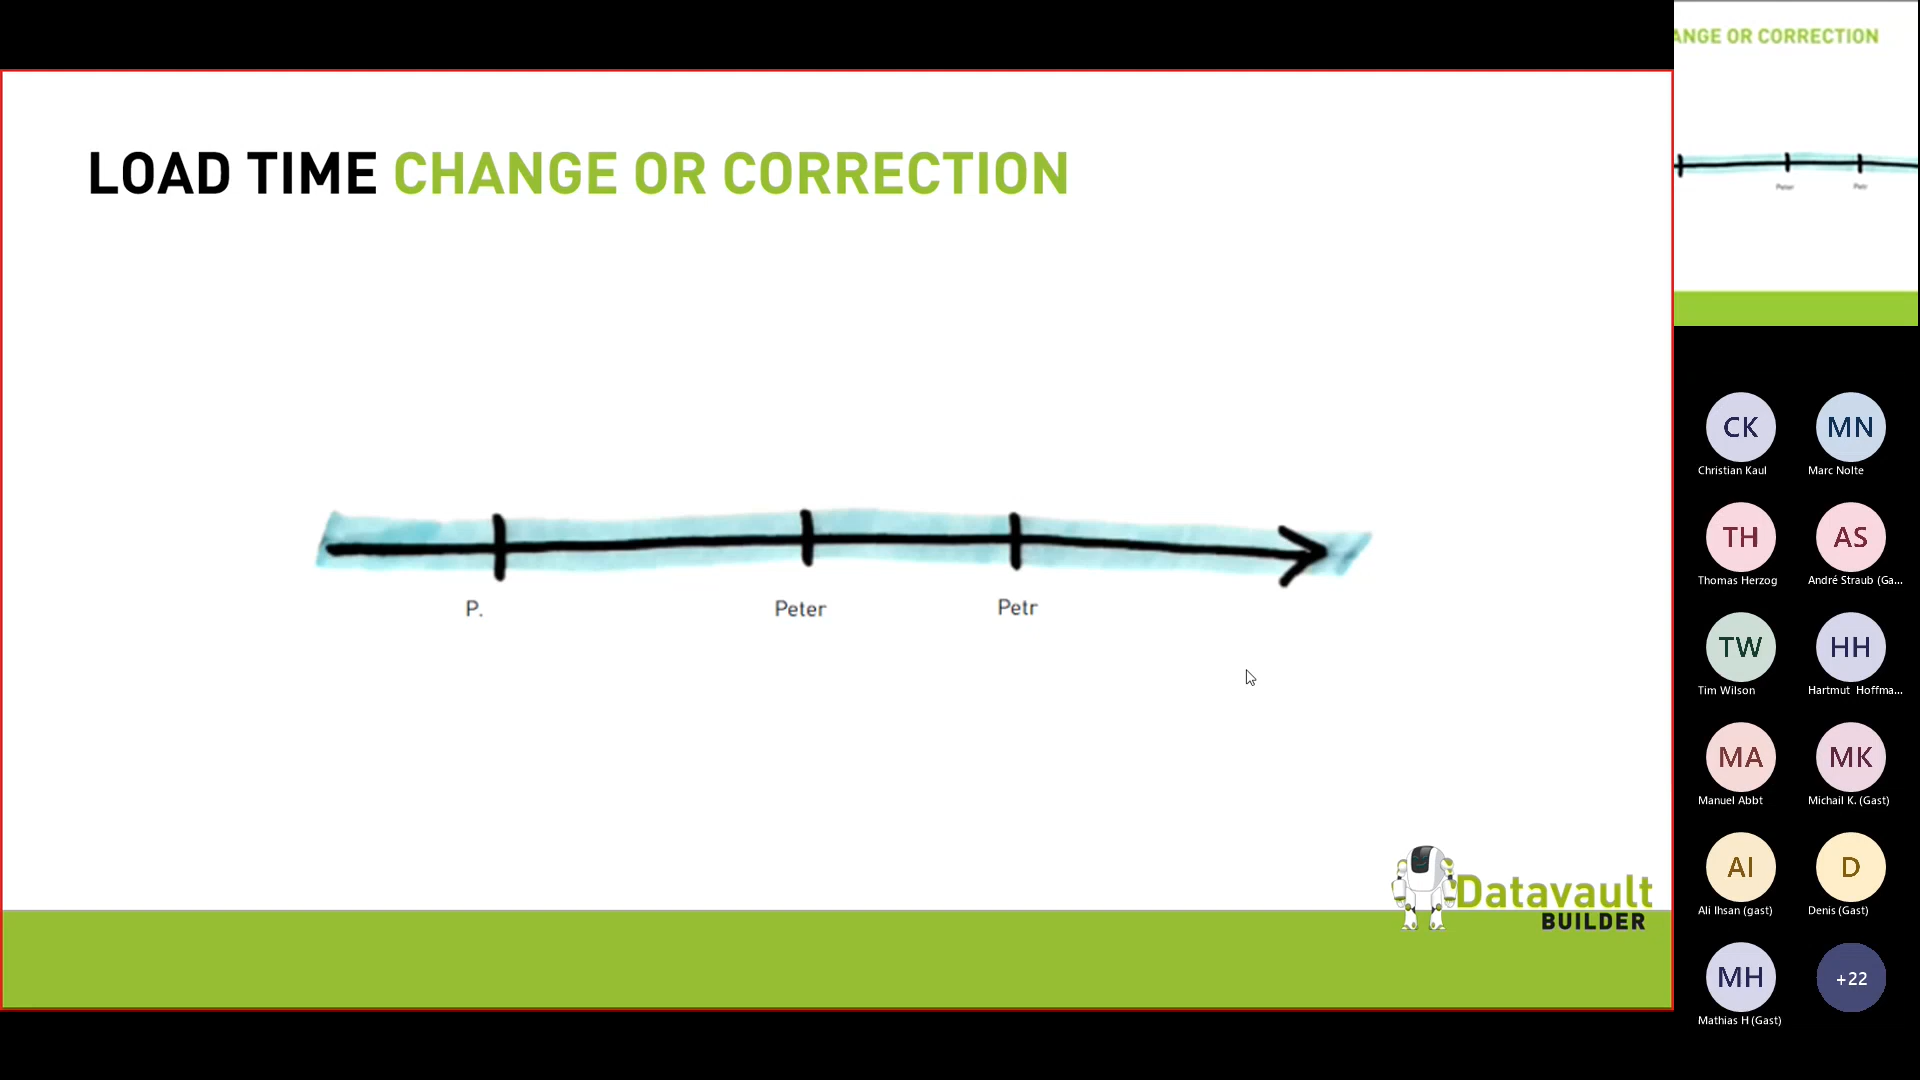 LOAD TIME CHANGE OR CORRECTION
P.
Peter
Petr
Datavault
BUILDER
ANGE OR CORRECTION
Peter
Petr
CK
MN
Christian Kaul
Marc Nolte
TH
AS
Thomas Herzog
André Straub (Ga...
TW
HH
Tim Wilson
Hartmut Hoffma...
MA
MK
Manuel Abbt
Michail K. (Gast)
AI
D
Ali Ihsan (gast)
Denis (Gast)
MH
+22
Mathias H (Gast)